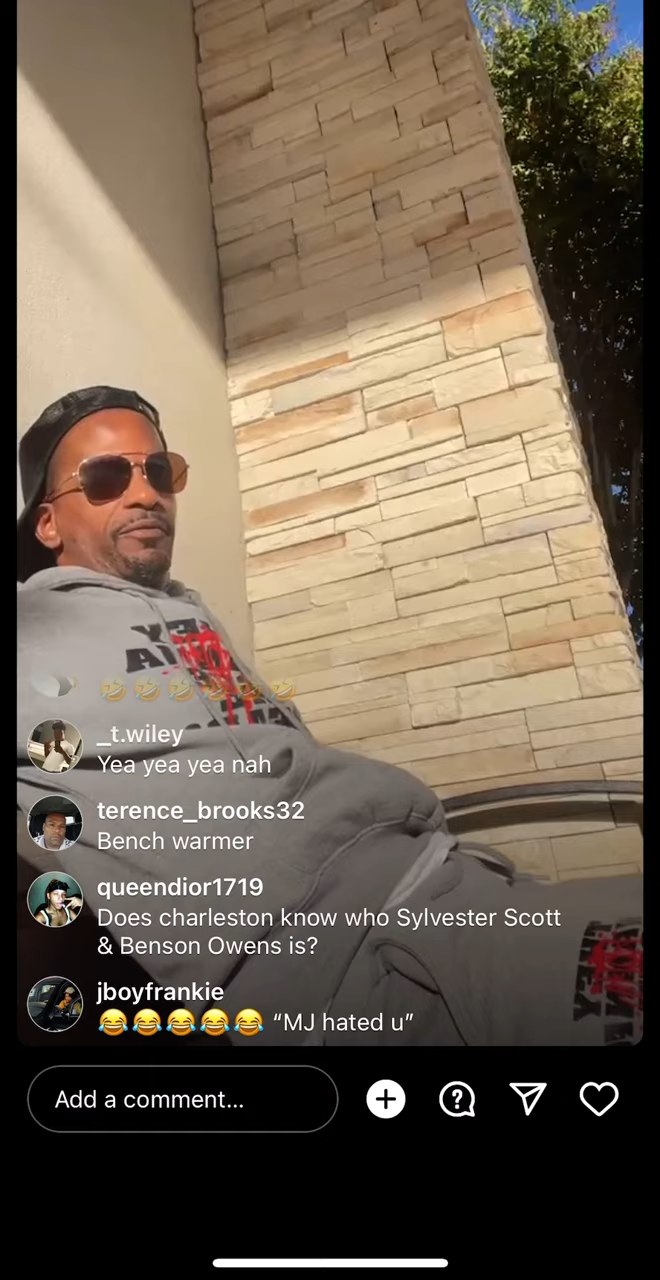 🤣🤣🤣🤣🤣🤣
_t.wiley
Yea yea yea nah
terence_brooks32
Bench warmer
queendior1719
Does charleston know who Sylvester Scott
& Benson Owens is?
jboyfrankie
😂😂😂😂😂 “MJ hated u”
Add a comment...